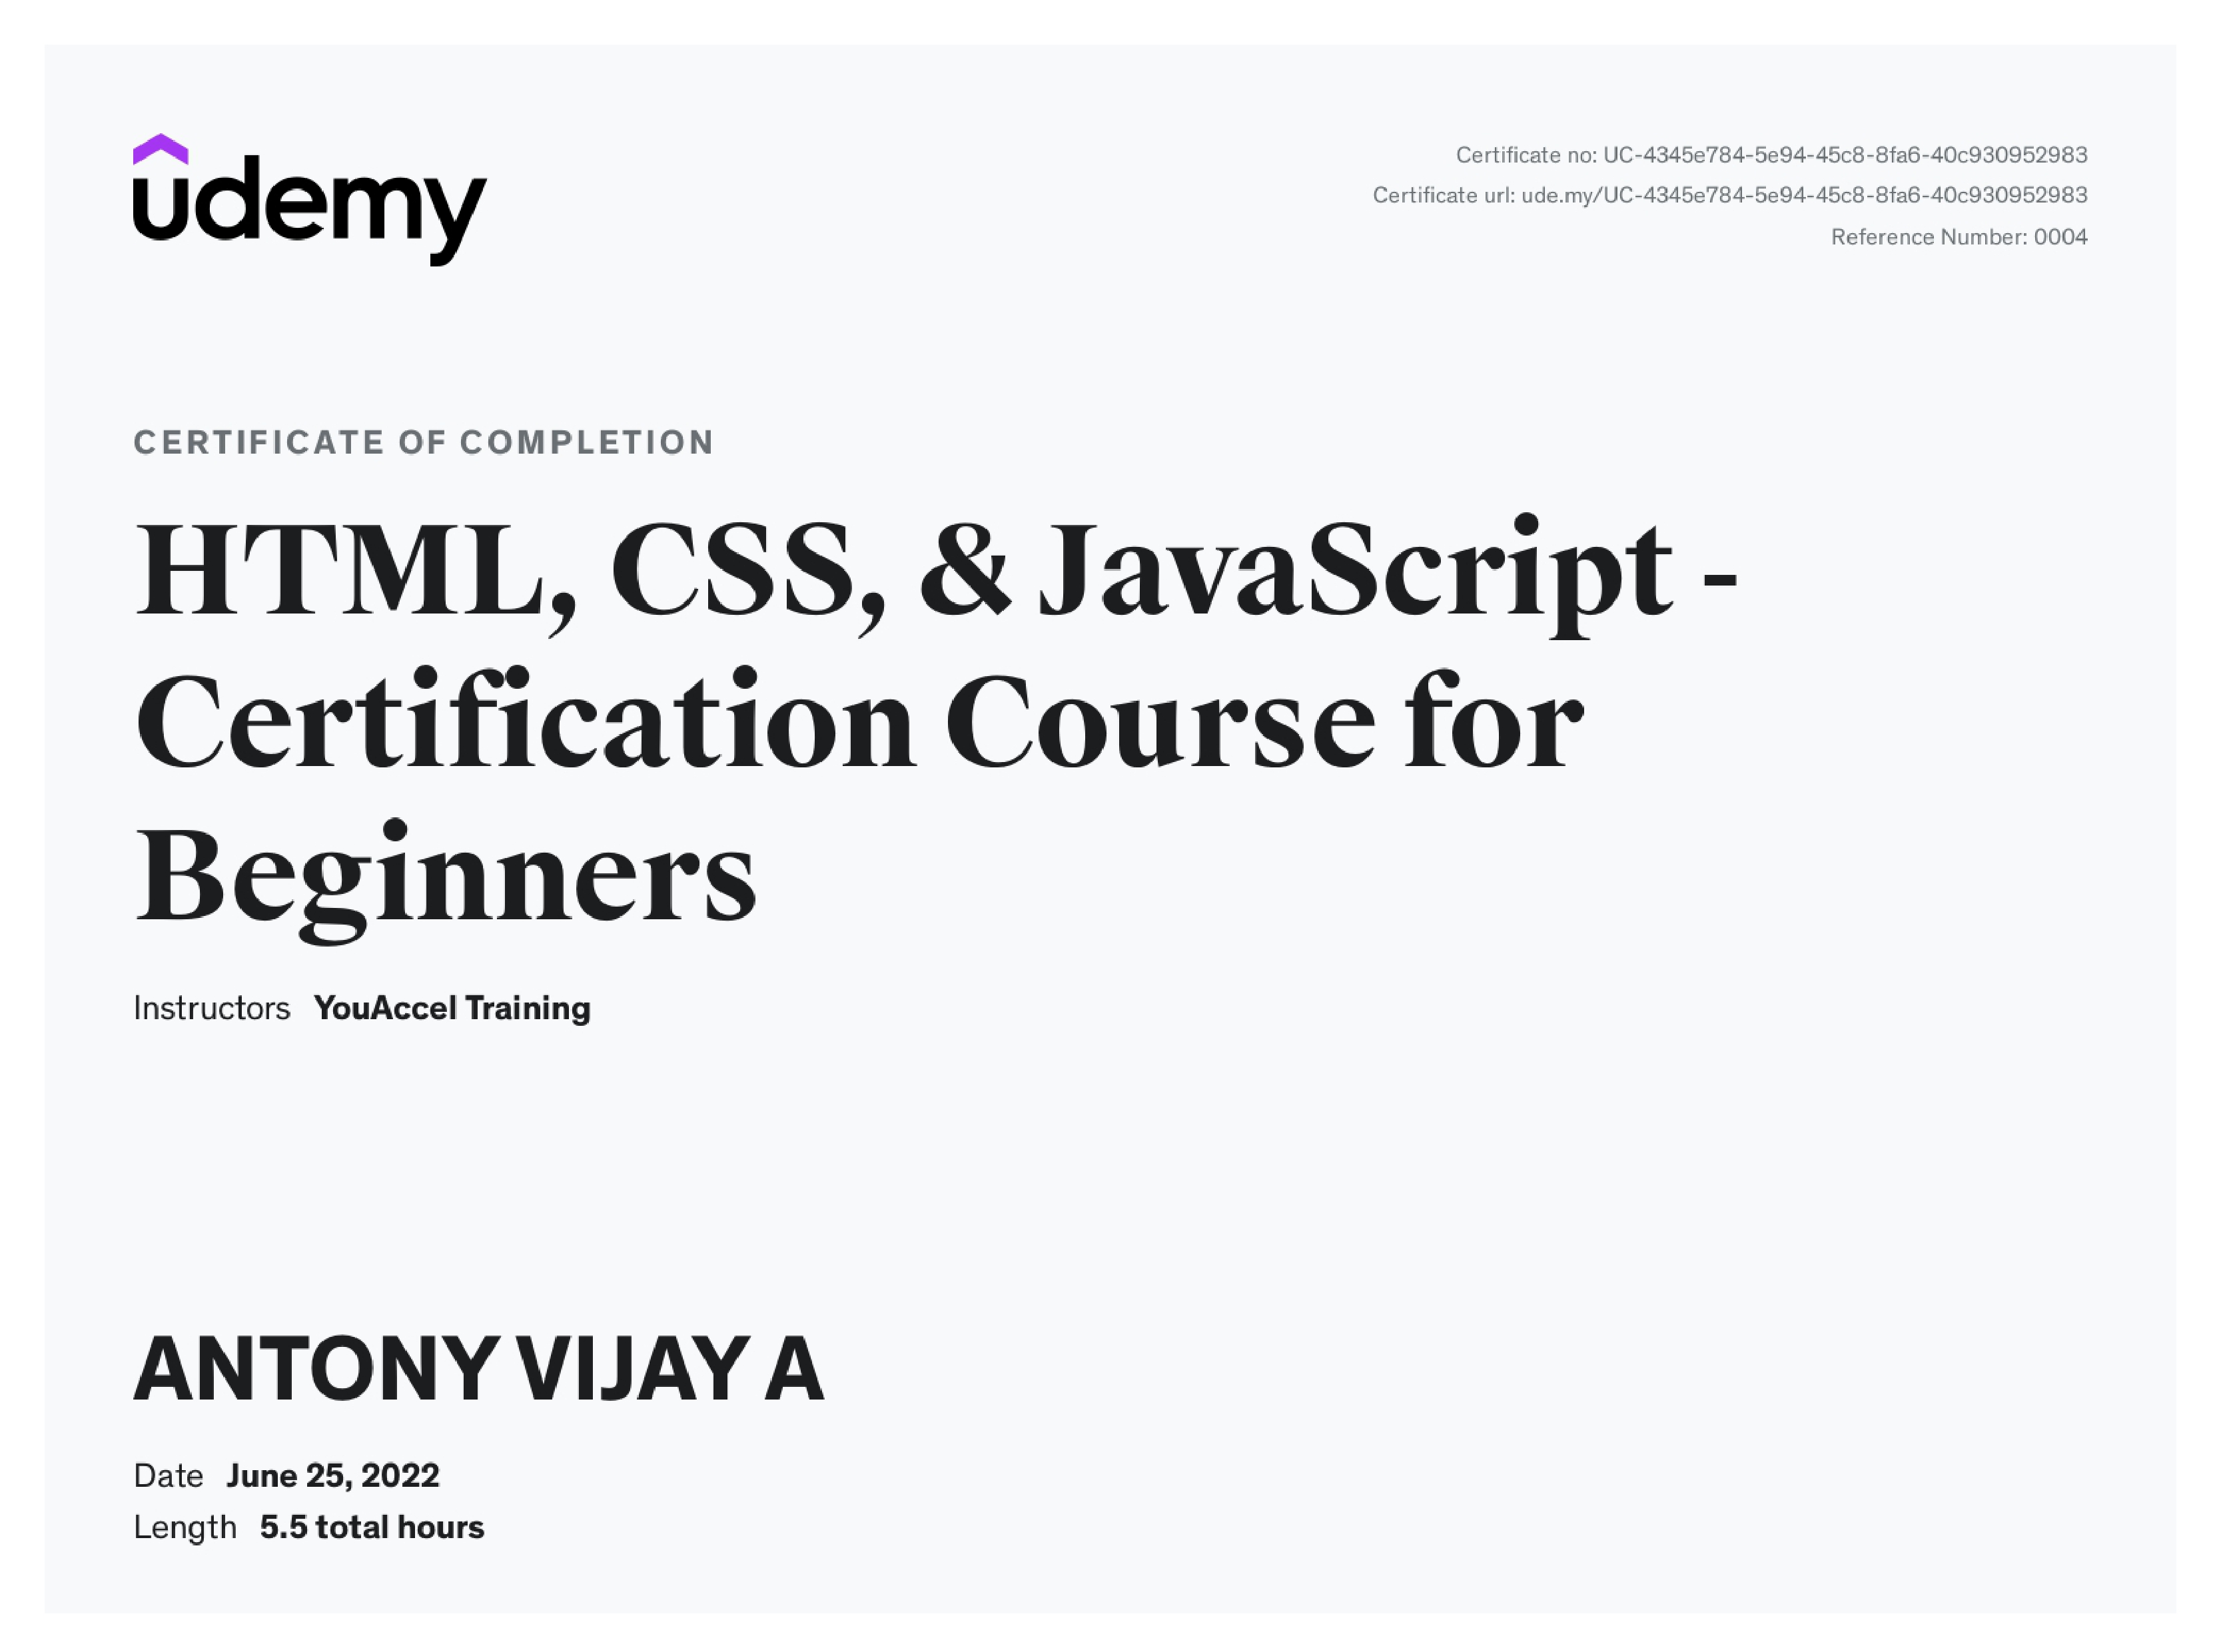 udemy
Certificate no: UC-4345e784-5e94-45c8-8fa6-40c930952983
Certificate url: ude.my/UC-4345e784-5e94-45c8-8fa6-40c930952983
Reference Number: 0004
CERTIFICATE OF COMPLETION
HTML, CSS, & JavaScript -
Certification Course for
Beginners
Instructors YouAccel Training
ANTONY VIJAY A
Date June 25, 2022
Length 5.5 total hours